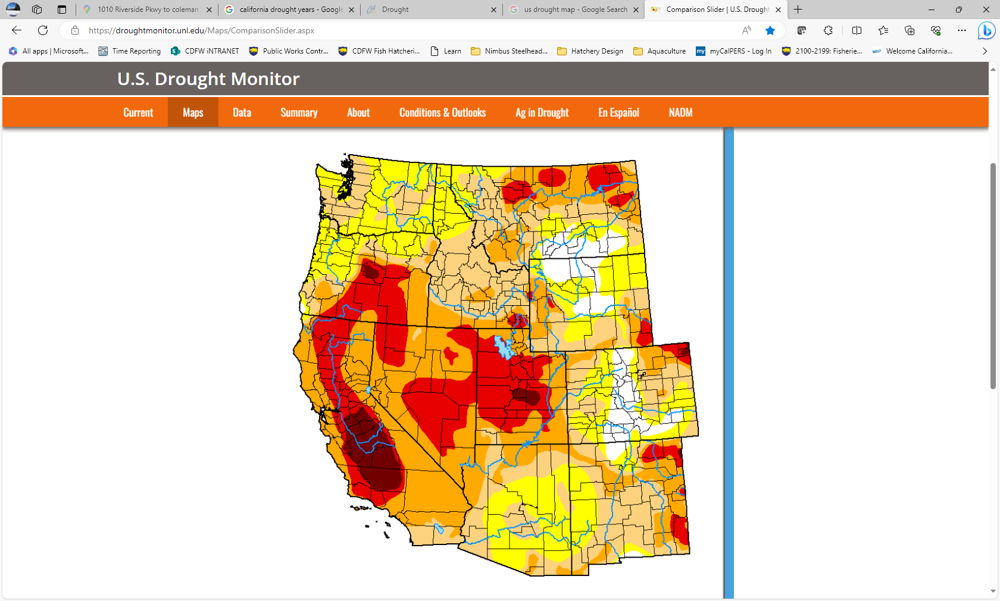 1010 Riverside Pkwy to coleman
california drought years - Google
Drought
us drought map - Google Search
Comparison Slider | U.S. Drought
https://droughtmonitor.unl.edu/Maps/ComparisonSlider.aspx
All apps | Microsoft...
Time Reporting
CDFW iNTRANET
Public Works Contr...
CDFW Fish Hatcheri...
Learn
Nimbus Steelhead...
Hatchery Design
Aquaculture
my
myCalPERS - Log In
2100-2199: Fisherie...
Welcome California...
U.S. Drought Monitor
Current
Maps
Data
Summary
About
Conditions & Outlooks
Ag in Drought
En Español
NADM